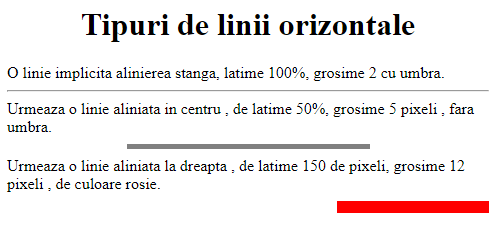 Tipuri de linii orizontale
O linie implicita alinierea stanga, latime 100%, grosime 2 cu umbra.
Urmeaza o linie aliniata in centru , de latime 50%, grosime 5 pixeli , fara
umbra.
Urmeaza o linie aliniata la dreapta , de latime 150 de pixeli, grosime 12
pixeli , de culoare rosie.